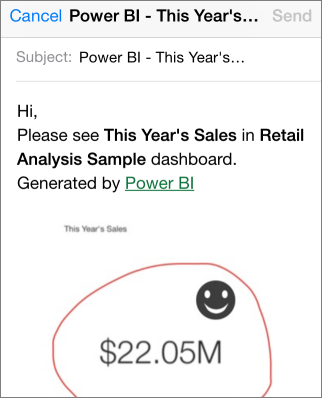 Cancel Power BI - This Year's... Send
Subject: Power BI - This Year's...
Hi,
Please see This Year's Sales in Retail
Analysis Sample dashboard.
Generated by Power BI
This Year's Sales
$22.05M